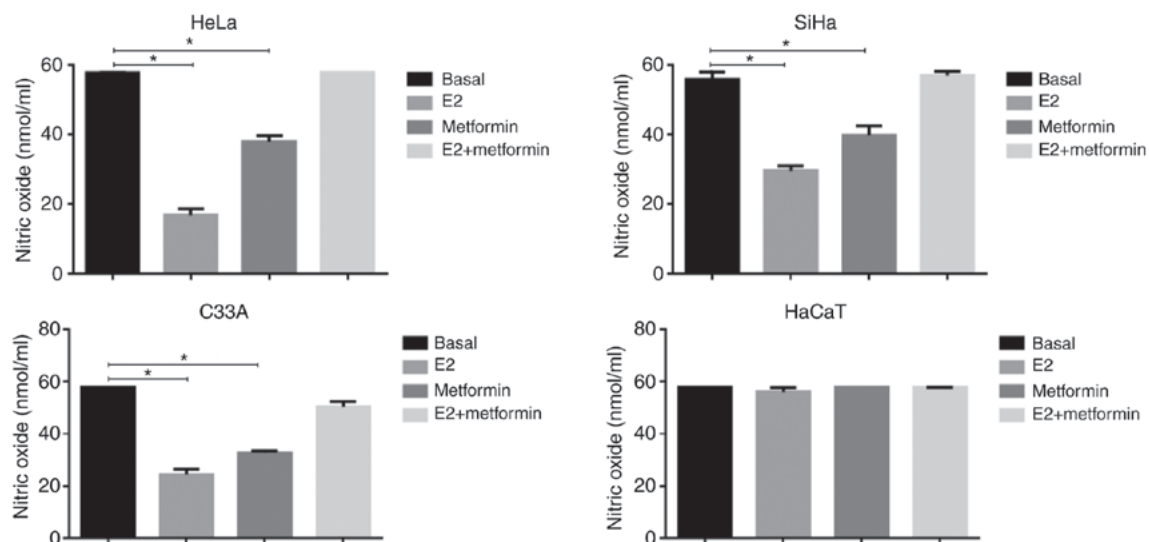 HeLa
*
*
Nitric oxide (nmol/ml)
60
40
20
0
Basal
E2
Metformin
E2+metformin
SiHa
*
*
Nitric oxide (nmol/ml)
60
40
20
0
Basal
E2
Metformin
E2+metformin
C33A
*
*
Nitric oxide (nmol/ml)
80
60
40
20
0
Basal
E2
Metformin
E2+metformin
HaCaT
Nitric oxide (nmol/ml)
80
60
40
20
0
Basal
E2
Metformin
E2+metformin